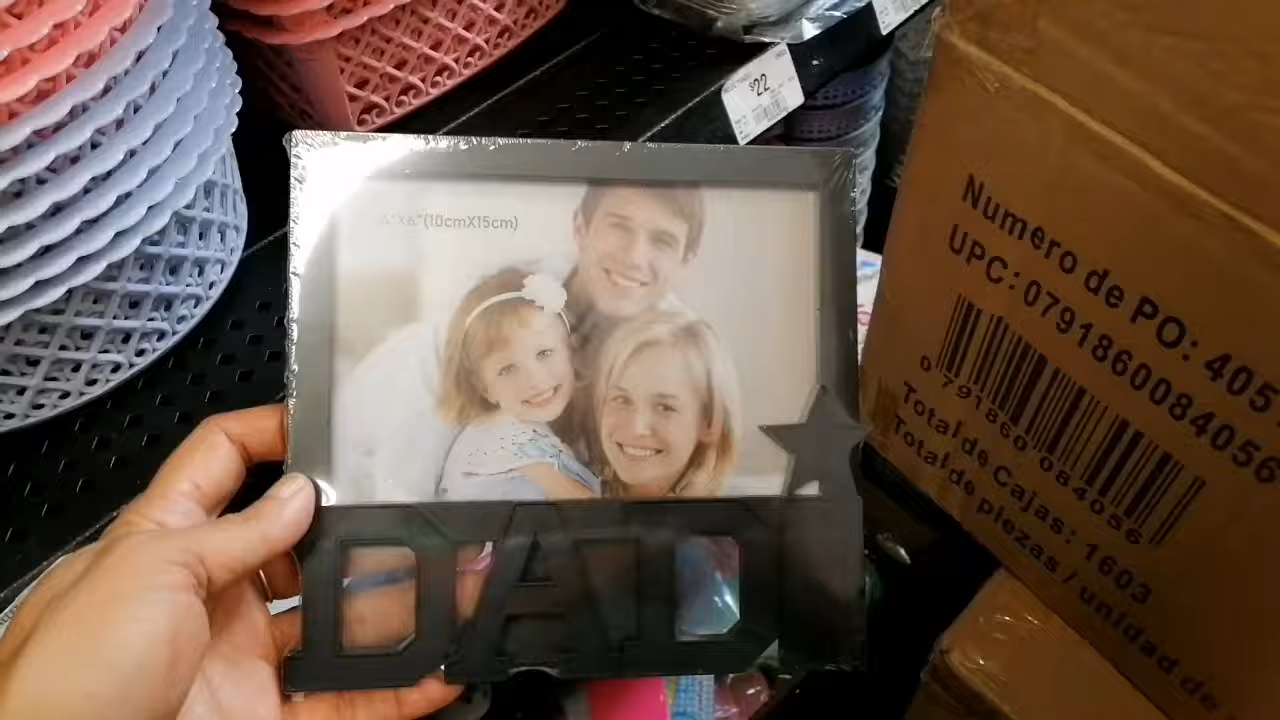 $22
4"X6"(10cmX15cm)
DAD
Numero de PO: 405
UPC: 0791860084056
0 791860 084056
Total de Cajas: 1603
Total de piezas / unidad de